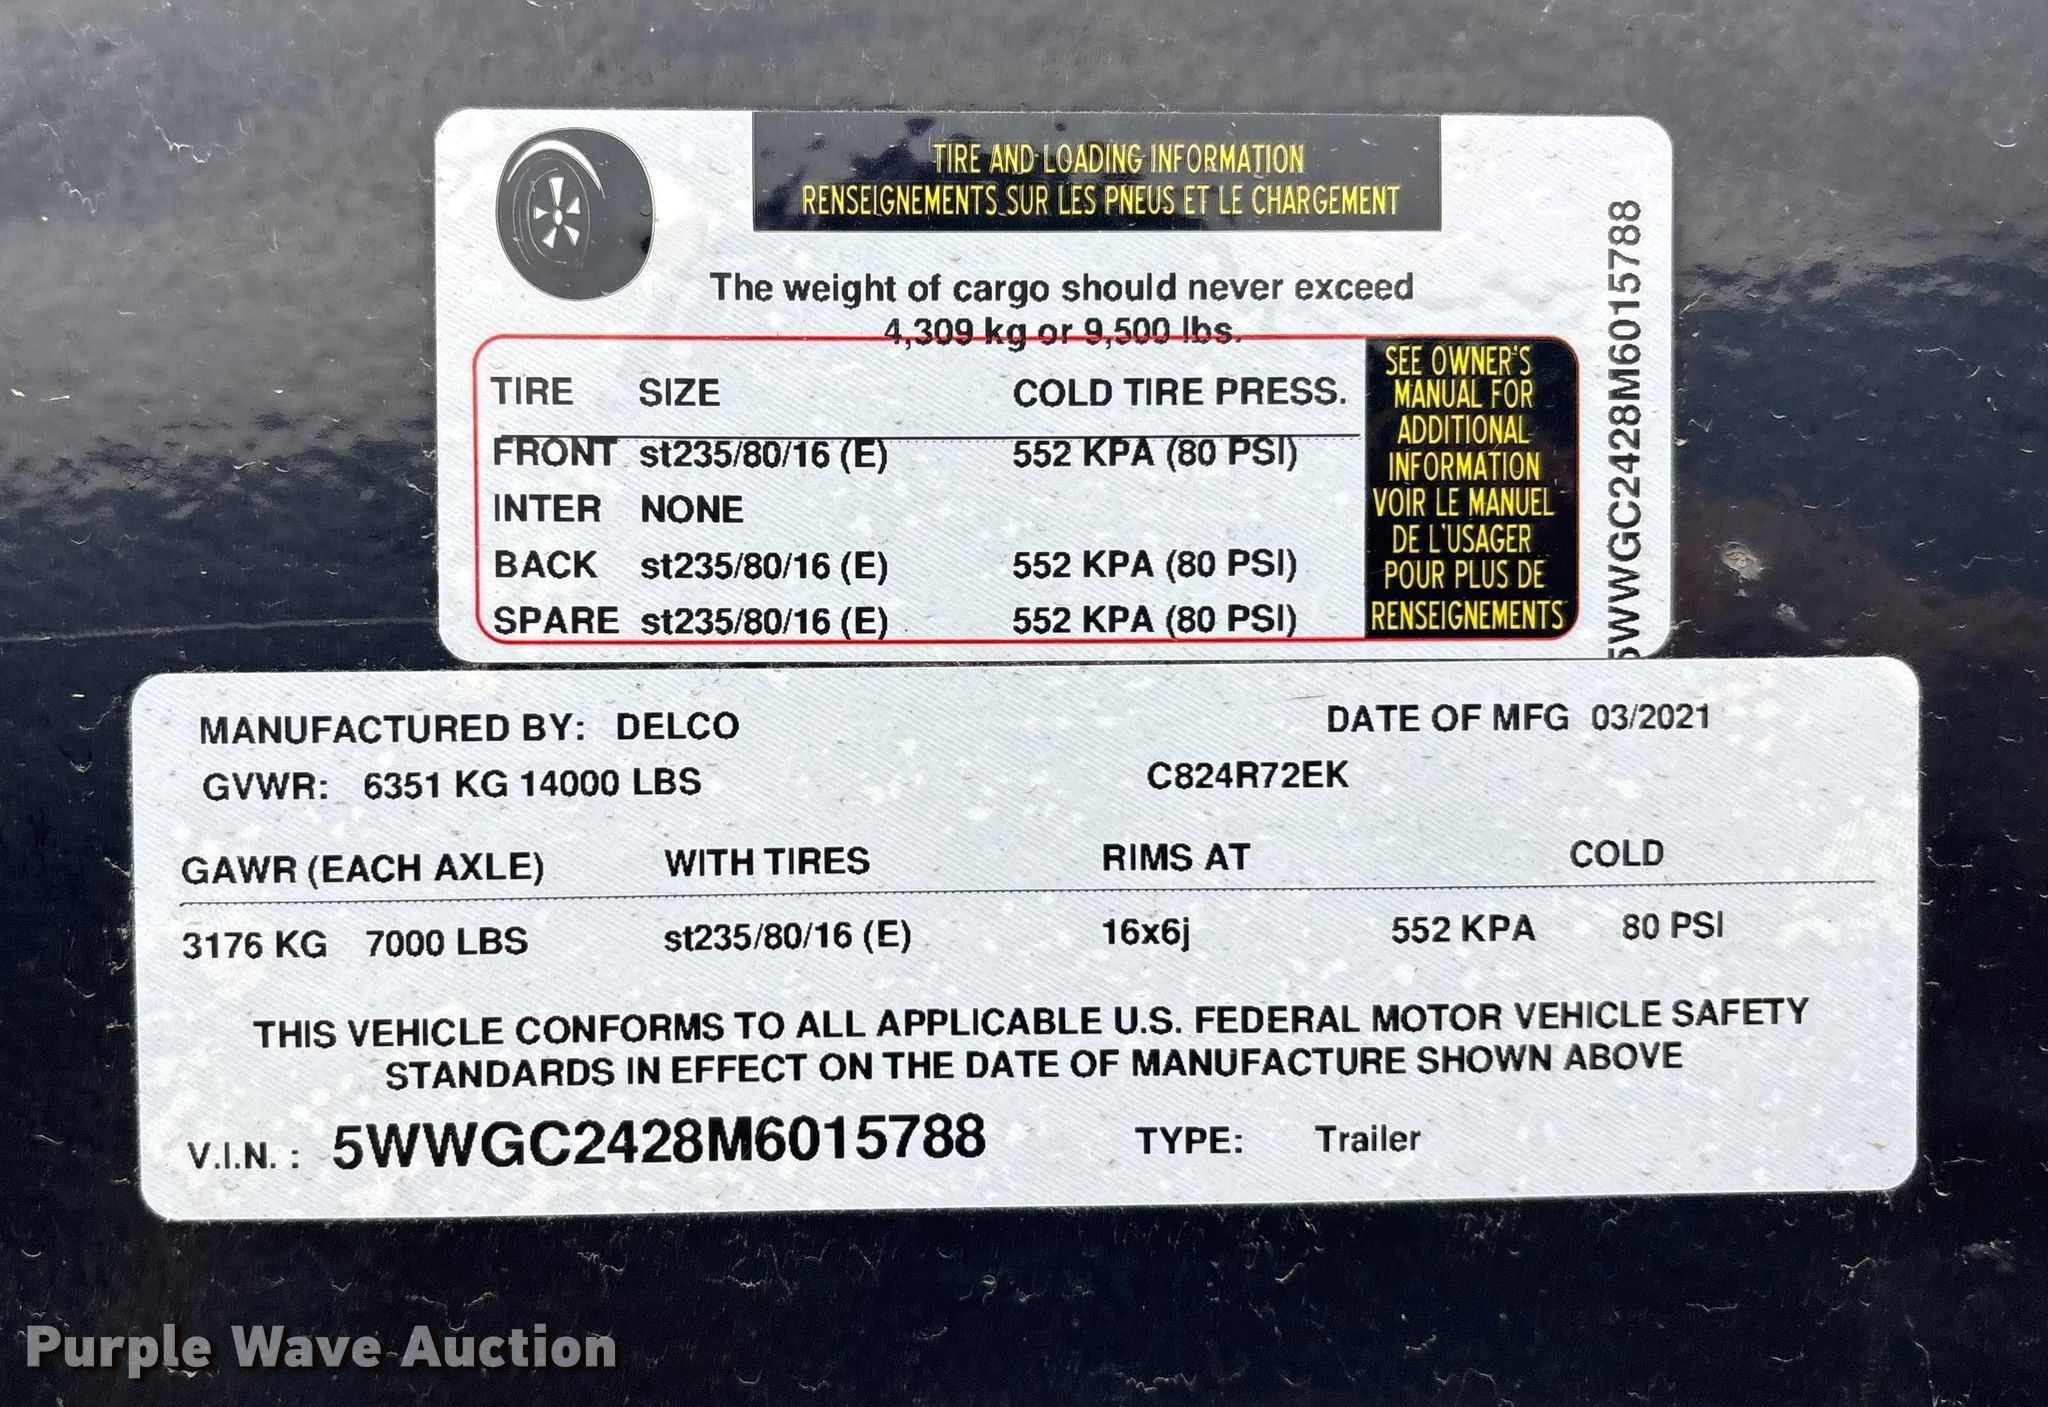 TIRE AND LOADING INFORMATION
RENSEIGNEMENTS SUR LES PNEUS ET LE CHARGEMENT
The weight of cargo should never exceed
4,309 kg or 9,500 lbs.
TIRE SIZE COLD TIRE PRESS.
FRONT st235/80/16 (E) 552 KPA (80 PSI)
INTER NONE
BACK st235/80/16 (E) 552 KPA (80 PSI)
SPARE st235/80/16 (E) 552 KPA (80 PSI)
SEE OWNER'S
MANUAL FOR
ADDITIONAL
INFORMATION
VOIR LE MANUEL
DE L'USAGER
POUR PLUS DE
RENSEIGNEMENTS
5WWGC2428M6015788
MANUFACTURED BY: DELCO DATE OF MFG 03/2021
GVWR: 6351 KG 14000 LBS C824R72EK
GAWR (EACH AXLE) WITH TIRES RIMS AT COLD
3176 KG 7000 LBS st235/80/16 (E) 16x6j 552 KPA 80 PSI
THIS VEHICLE CONFORMS TO ALL APPLICABLE U.S. FEDERAL MOTOR VEHICLE SAFETY
STANDARDS IN EFFECT ON THE DATE OF MANUFACTURE SHOWN ABOVE
V.I.N. : 5WWGC2428M6015788 TYPE: Trailer
Purple Wave Auction